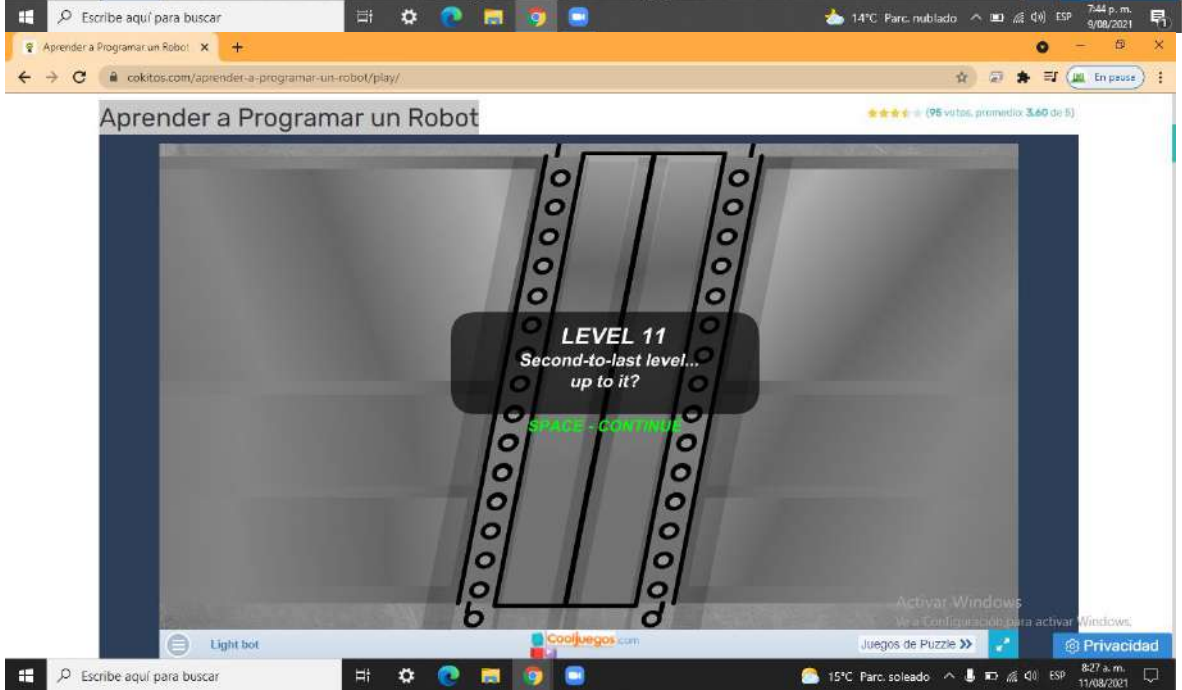 Escribe aquí para buscar
14°C Parc. nublado
ESP
7:44 p. m.
9/08/2021
Aprender a Programar un Robot
cokitos.com/aprender-a-programar-un-robot/play/
En pausa
Aprender a Programar un Robot
(95 votos, promedio: 3,60 de 5)
LEVEL 11
Second-to-last level...
up to it?
SPACE - CONTINUE
Activar Windows
Ve a Configuración para activar Windows.
Light bot
Cooljuegos.com
Juegos de Puzzle
Privacidad
Escribe aquí para buscar
15°C Parc. soleado
ESP
8:27 a. m.
11/08/2021